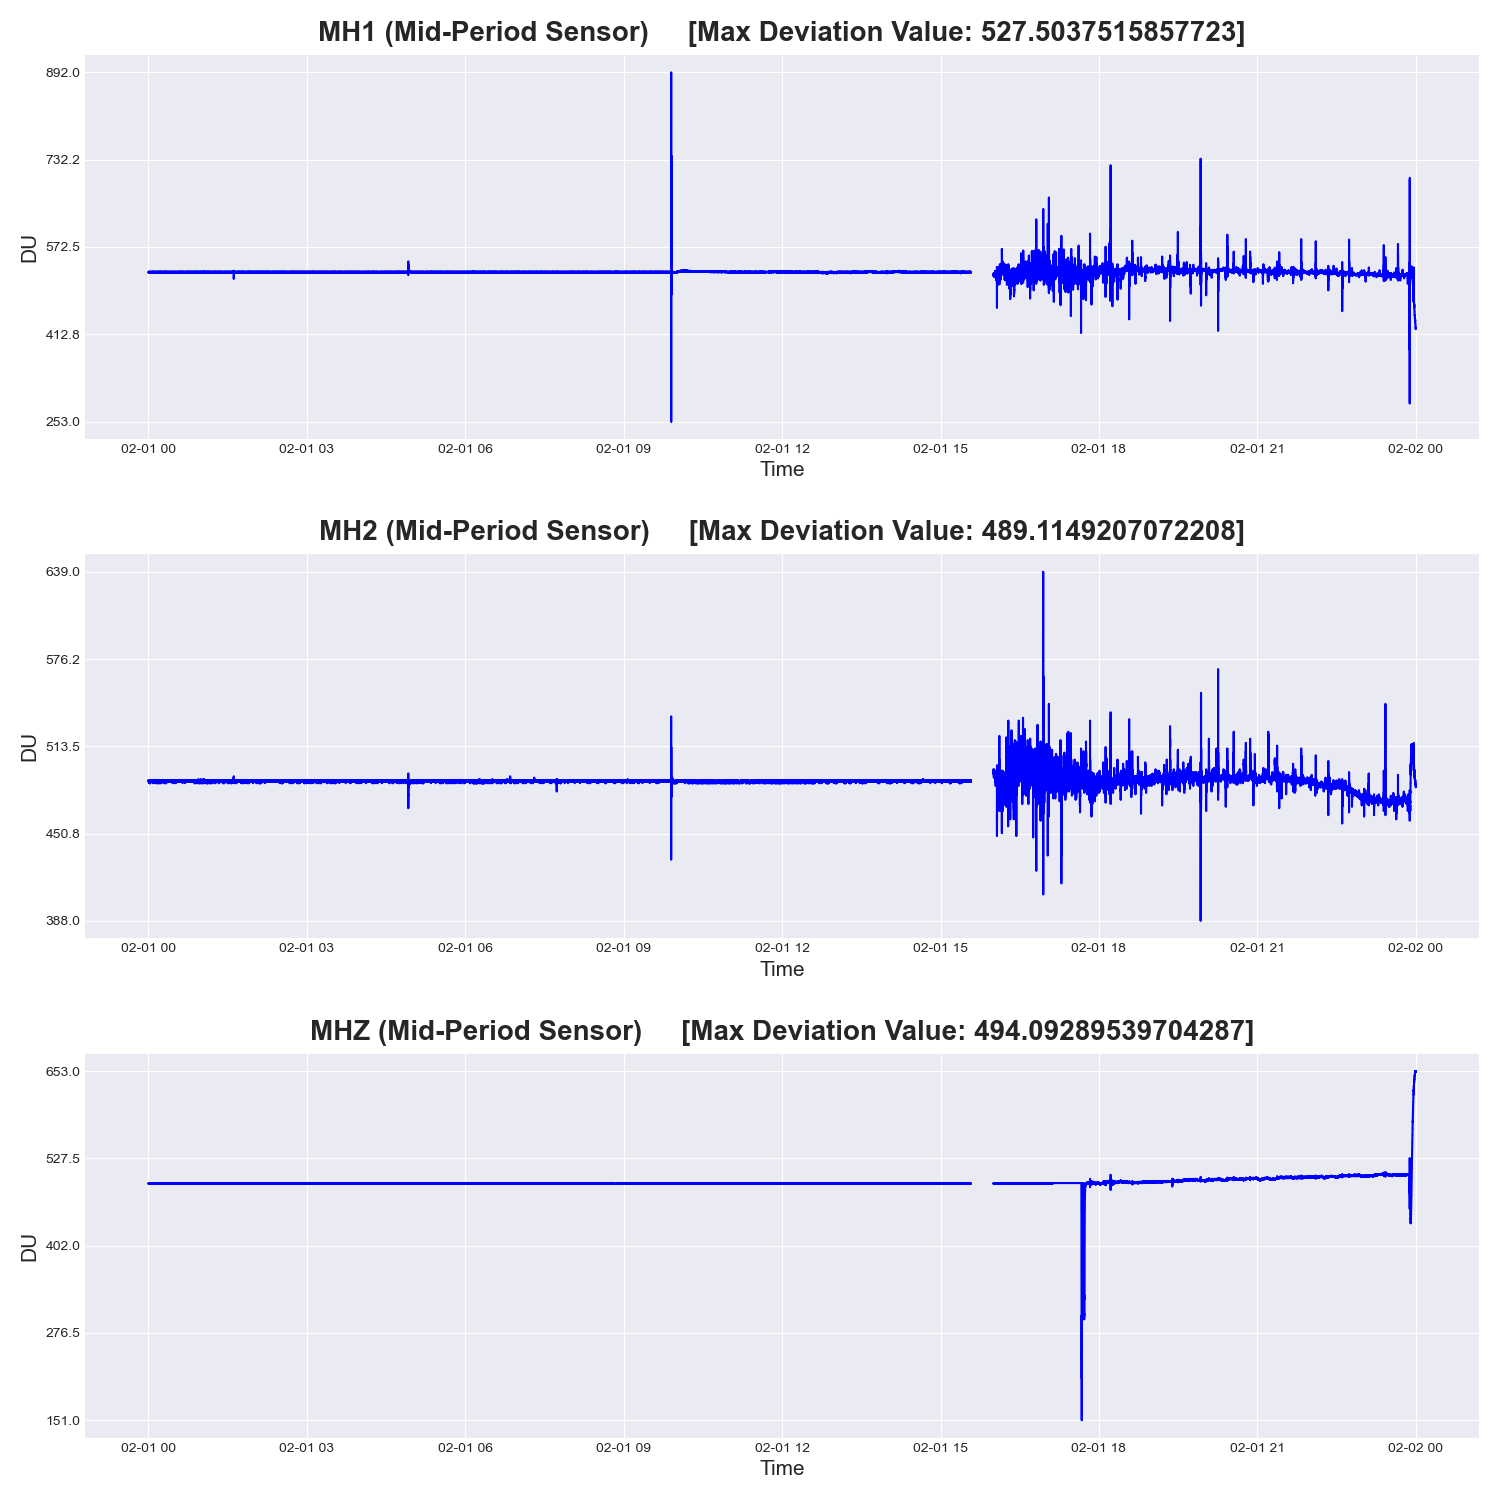 MH1 (Mid-Period Sensor) [Max Deviation Value: 527.5037515857723]
892.0
732.2
572.5
412.8
253.0
DU
02-01 00 02-01 03 02-01 06 02-01 09 02-01 12 02-01 15 02-01 18 02-01 21 02-02 00
Time
MH2 (Mid-Period Sensor) [Max Deviation Value: 489.1149207072208]
639.0
576.2
513.5
450.8
388.0
DU
02-01 00 02-01 03 02-01 06 02-01 09 02-01 12 02-01 15 02-01 18 02-01 21 02-02 00
Time
MHZ (Mid-Period Sensor) [Max Deviation Value: 494.09289539704287]
653.0
527.5
402.0
276.5
151.0
DU
02-01 00 02-01 03 02-01 06 02-01 09 02-01 12 02-01 15 02-01 18 02-01 21 02-02 00
Time